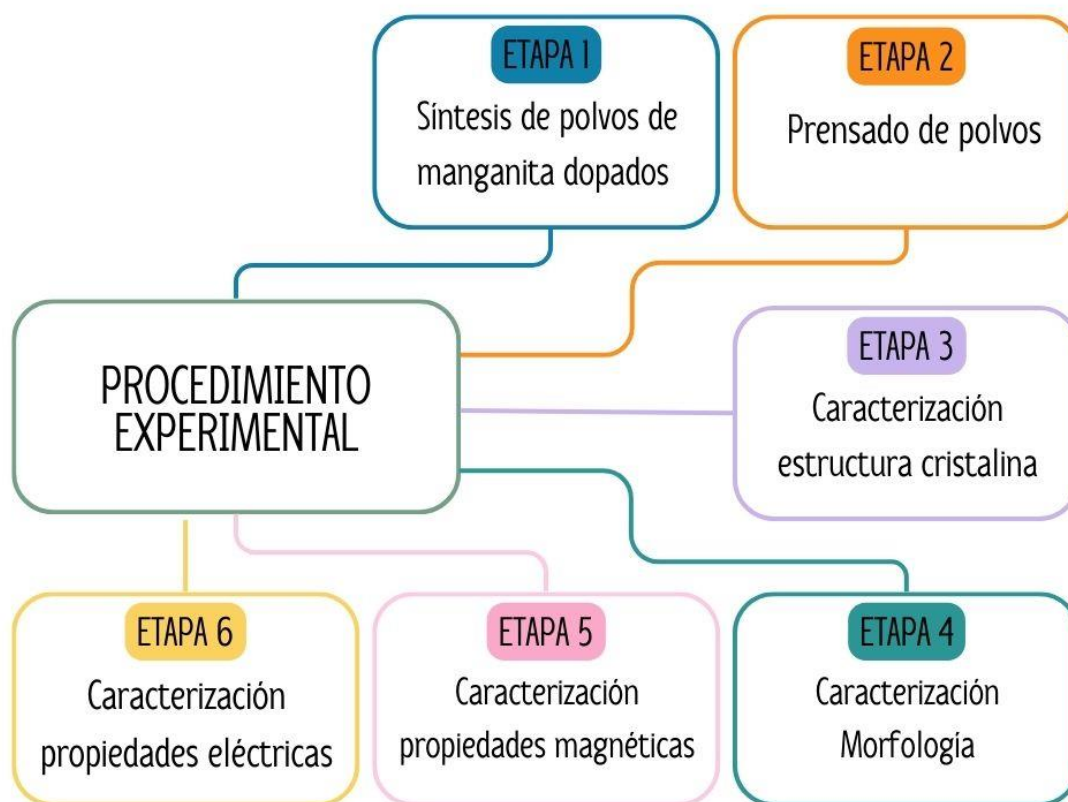 ETAPA 1
Síntesis de polvos de
manganita dopados
ETAPA 2
Prensado de polvos
PROCEDIMIENTO
EXPERIMENTAL
ETAPA 3
Caracterización
estructura cristalina
ETAPA 4
Caracterización
Morfología
ETAPA 5
Caracterización
propiedades magnéticas
ETAPA 6
Caracterización
propiedades eléctricas